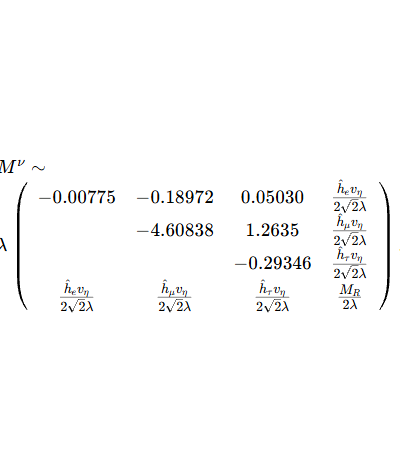 M^ν ∼
λ ( −0.00775 −0.18972 0.05030 \frac{\hat{h}_e v_η}{2\sqrt{2}λ}
−4.60838 1.2635 \frac{\hat{h}_μ v_η}{2\sqrt{2}λ}
−0.29346 \frac{\hat{h}_τ v_η}{2\sqrt{2}λ}
\frac{\hat{h}_e v_η}{2\sqrt{2}λ} \frac{\hat{h}_μ v_η}{2\sqrt{2}λ} \frac{\hat{h}_τ v_η}{2\sqrt{2}λ} \frac{M_R}{2λ} )